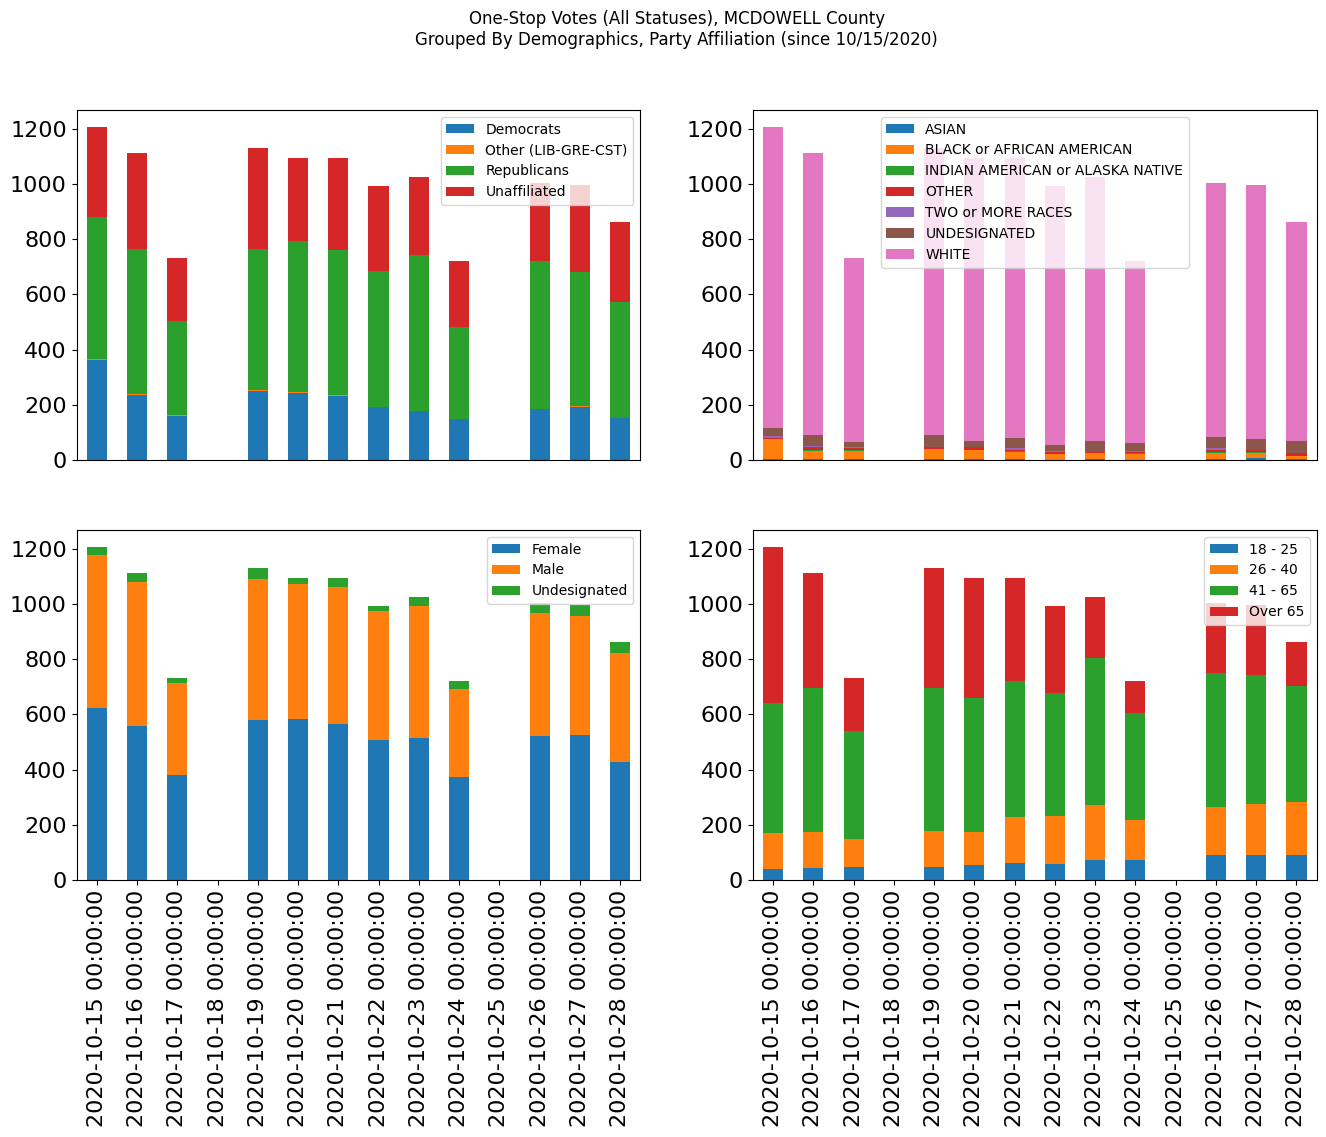 One-Stop Votes (All Statuses), MCDOWELL County
Grouped By Demographics, Party Affiliation (since 10/15/2020)
1200
1000
800
600
400
200
0
Democrats
Other (LIB-GRE-CST)
Republicans
Unaffiliated
1200
1000
800
600
400
200
0
ASIAN
BLACK or AFRICAN AMERICAN
INDIAN AMERICAN or ALASKA NATIVE
OTHER
TWO or MORE RACES
UNDESIGNATED
WHITE
1200
1000
800
600
400
200
0
Female
Male
Undesignated
2020-10-15 00:00:00
2020-10-16 00:00:00
2020-10-17 00:00:00
2020-10-18 00:00:00
2020-10-19 00:00:00
2020-10-20 00:00:00
2020-10-21 00:00:00
2020-10-22 00:00:00
2020-10-23 00:00:00
2020-10-24 00:00:00
2020-10-25 00:00:00
2020-10-26 00:00:00
2020-10-27 00:00:00
2020-10-28 00:00:00
1200
1000
800
600
400
200
0
18 - 25
26 - 40
41 - 65
Over 65
2020-10-15 00:00:00
2020-10-16 00:00:00
2020-10-17 00:00:00
2020-10-18 00:00:00
2020-10-19 00:00:00
2020-10-20 00:00:00
2020-10-21 00:00:00
2020-10-22 00:00:00
2020-10-23 00:00:00
2020-10-24 00:00:00
2020-10-25 00:00:00
2020-10-26 00:00:00
2020-10-27 00:00:00
2020-10-28 00:00:00